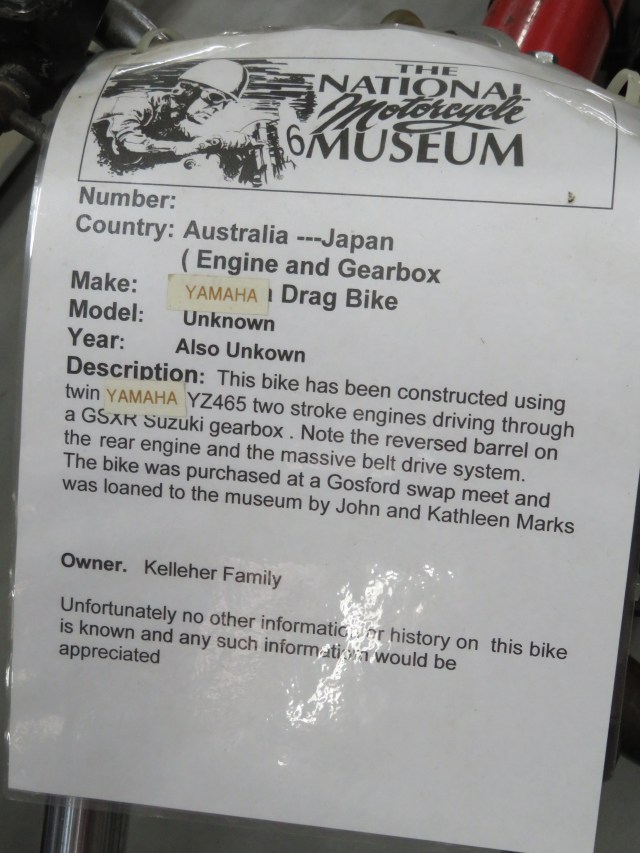 THE
NATIONAL
Motorcycle
MUSEUM
6
Number:
Country: Australia ---Japan
( Engine and Gearbox
Make: YAMAHA Drag Bike
Model: Unknown
Year: Also Unkown
Description: This bike has been constructed using
twin YAMAHA YZ465 two stroke engines driving through
a GSXR Suzuki gearbox . Note the reversed barrel on
the rear engine and the massive belt drive system.
The bike was purchased at a Gosford swap meet and
was loaned to the museum by John and Kathleen Marks
Owner. Kelleher Family
Unfortunately no other information or history on this bike
is known and any such information would be
appreciated